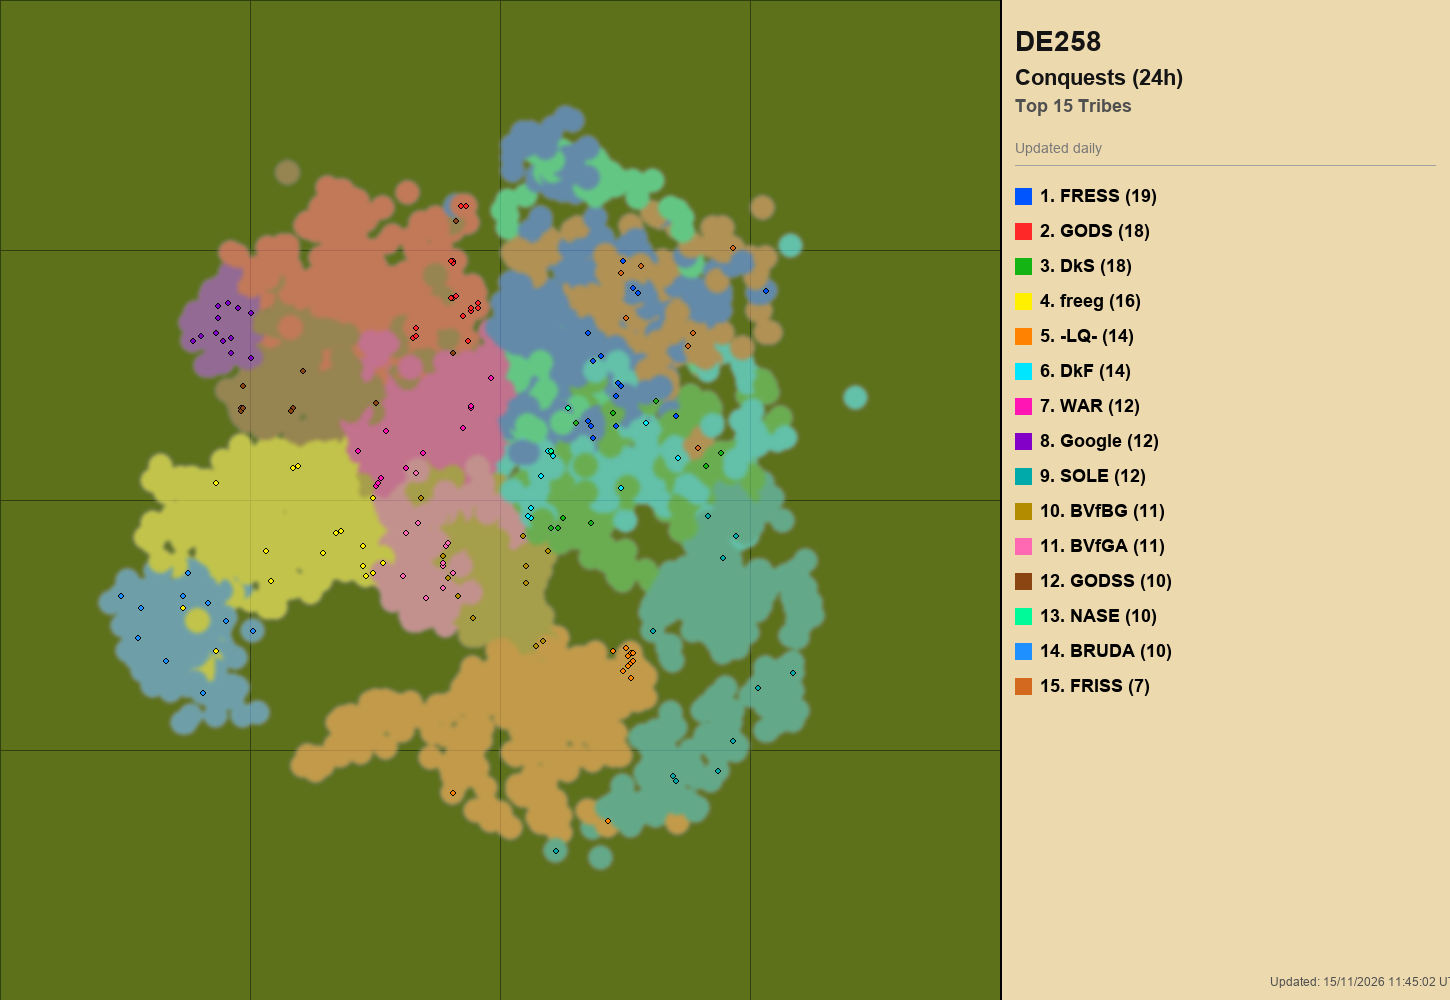 DE258
Conquests (24h)
Top 15 Tribes
Updated daily
1. FRESS (19)
2. GODS (18)
3. DkS (18)
4. freeg (16)
5. -LQ- (14)
6. DkF (14)
7. WAR (12)
8. Google (12)
9. SOLE (12)
10. BVfBG (11)
11. BVfGA (11)
12. GODSS (10)
13. NASE (10)
14. BRUDA (10)
15. FRISS (7)
Updated: 15/11/2026 11:45:02 U